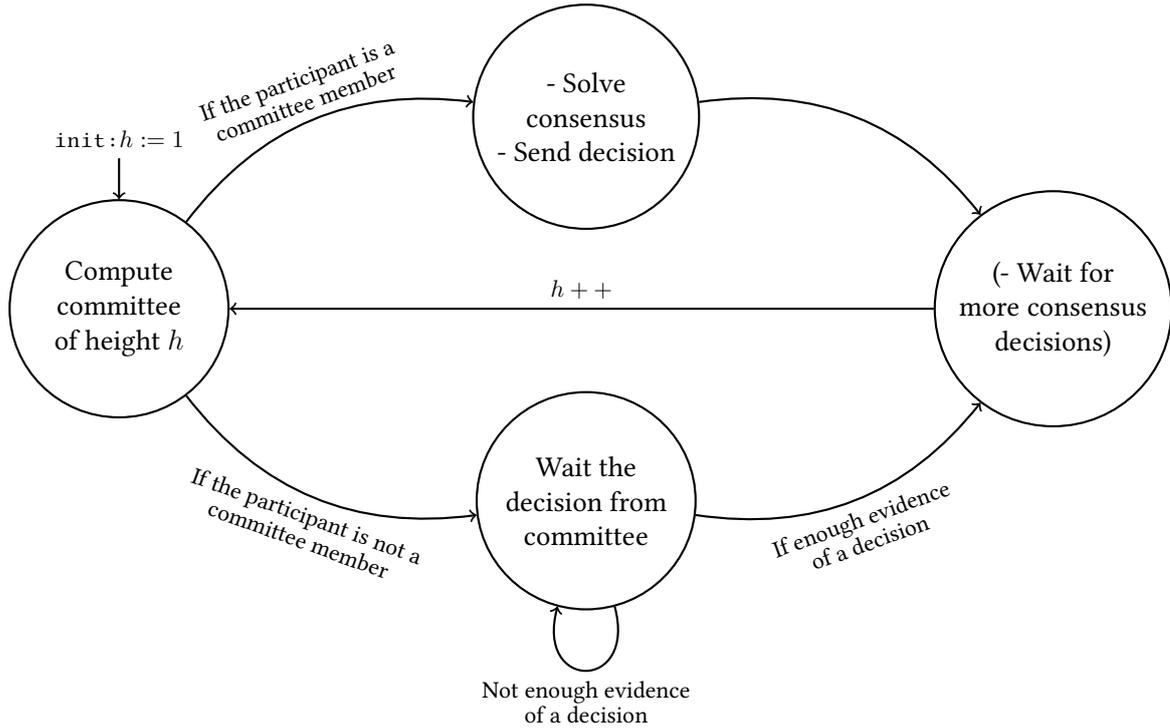 If the participant is a
committee member
- Solve
consensus
- Send decision
init: h := 1
Compute
committee
of height h
h + +
(- Wait for
more consensus
decisions)
If the participant is not a
committee member
Wait the
decision from
committee
If enough evidence
of a decision
Not enough evidence
of a decision